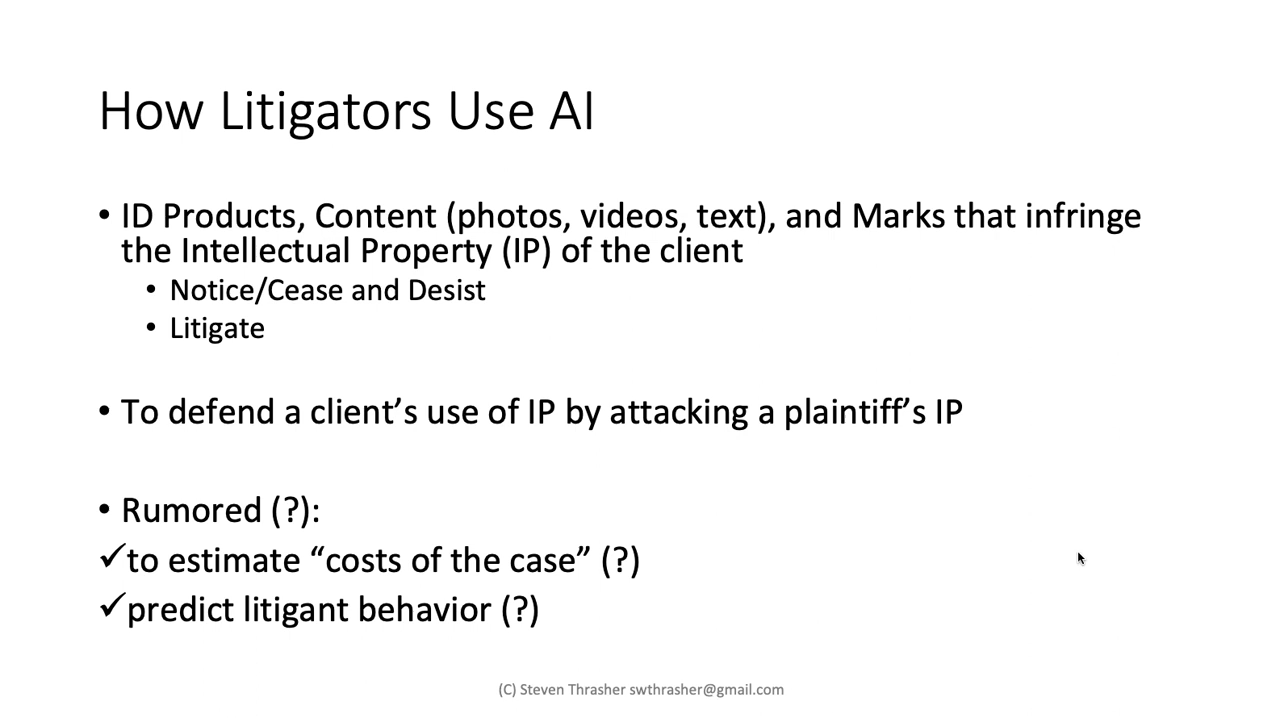 How Litigators Use AI
• ID Products, Content (photos, videos, text), and Marks that infringe
the Intellectual Property (IP) of the client
• Notice/Cease and Desist
• Litigate
• To defend a client’s use of IP by attacking a plaintiff’s IP
• Rumored (?):
✓to estimate “costs of the case” (?)
✓predict litigant behavior (?)
(C) Steven Thrasher swthrasher@gmail.com